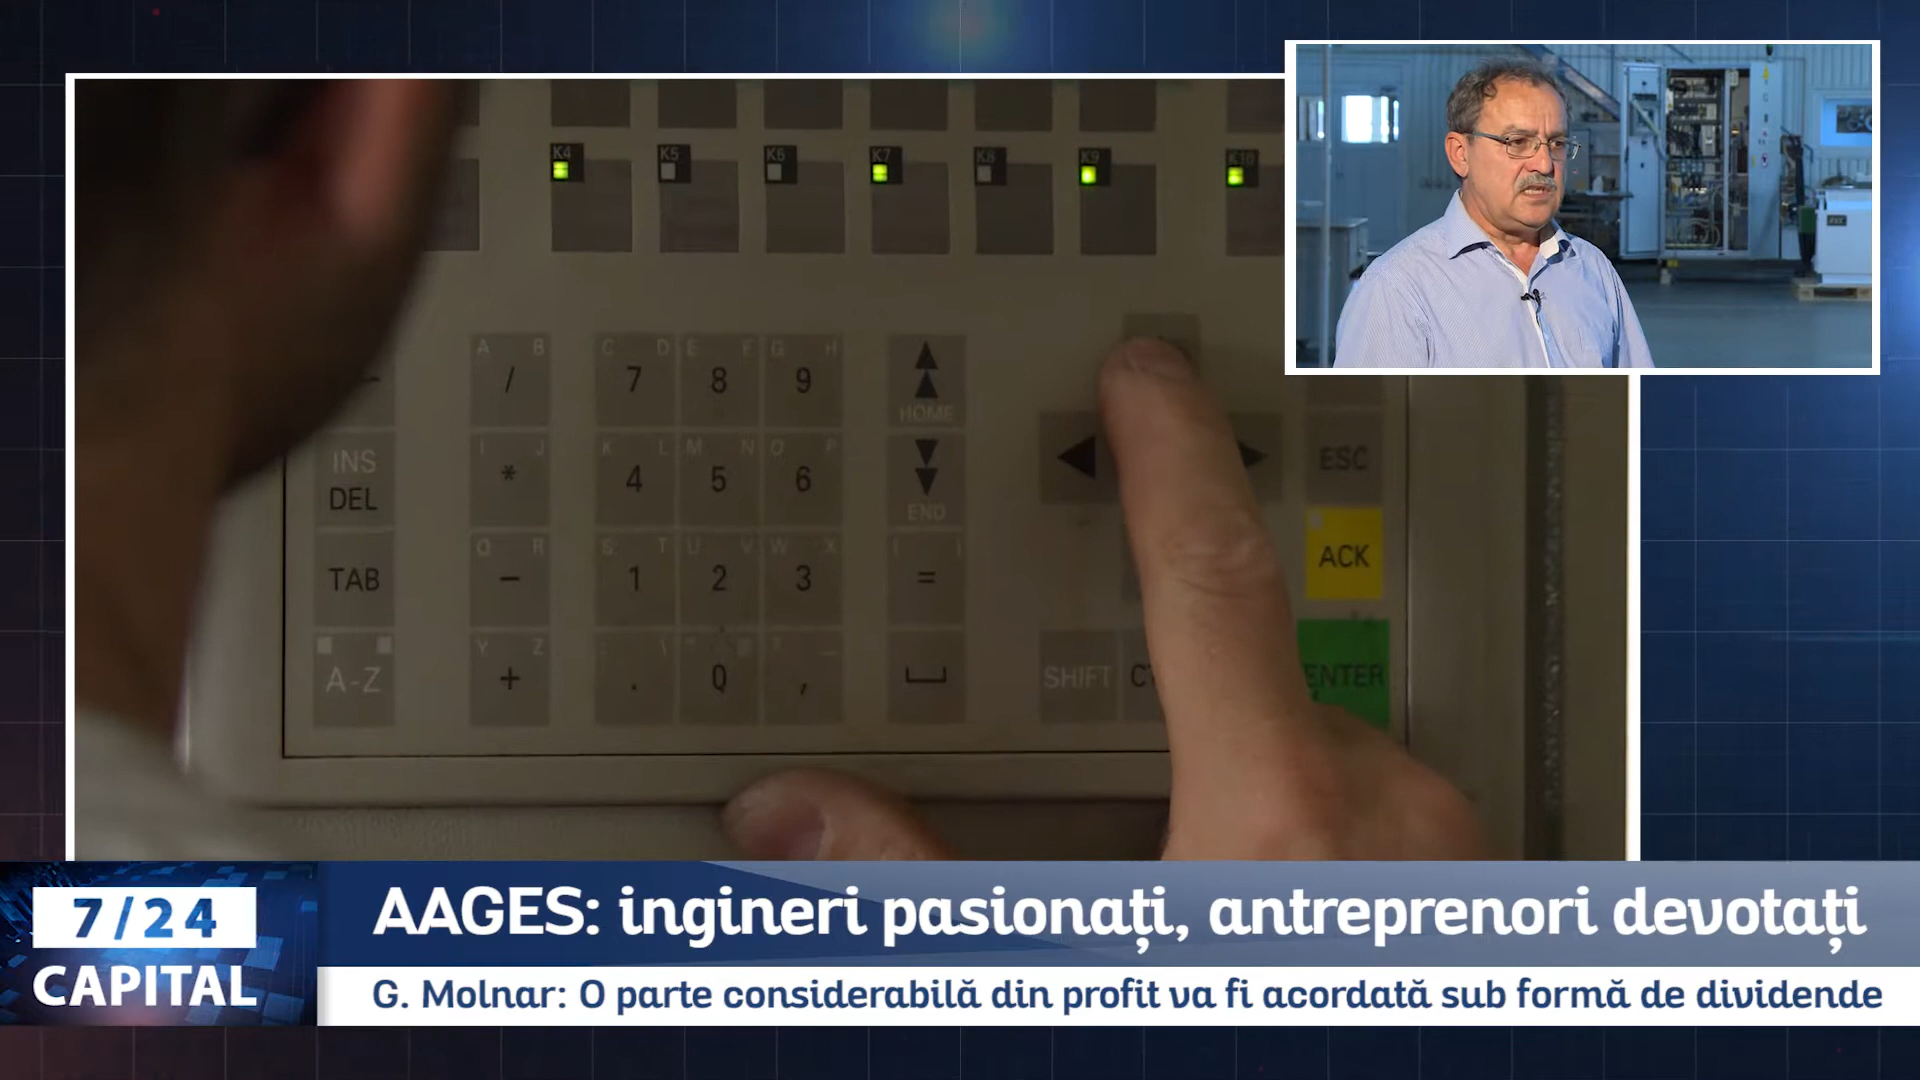 K4 K5 K6 K7 K8 K9 K10
A B C D E F G H
/ 7 8 9
HOME
ESC
I J K L M N O P
INS
DEL
* 4 5 6
END
ACK
Q R S T U V W X
TAB - 1 2 3 =
Y Z
A-Z + . 0 , SHIFT ENTER
7/24
CAPITAL
AAGES: ingineri pasionați, antreprenori devotați
G. Molnar: O parte considerabilă din profit va fi acordată sub formă de dividende